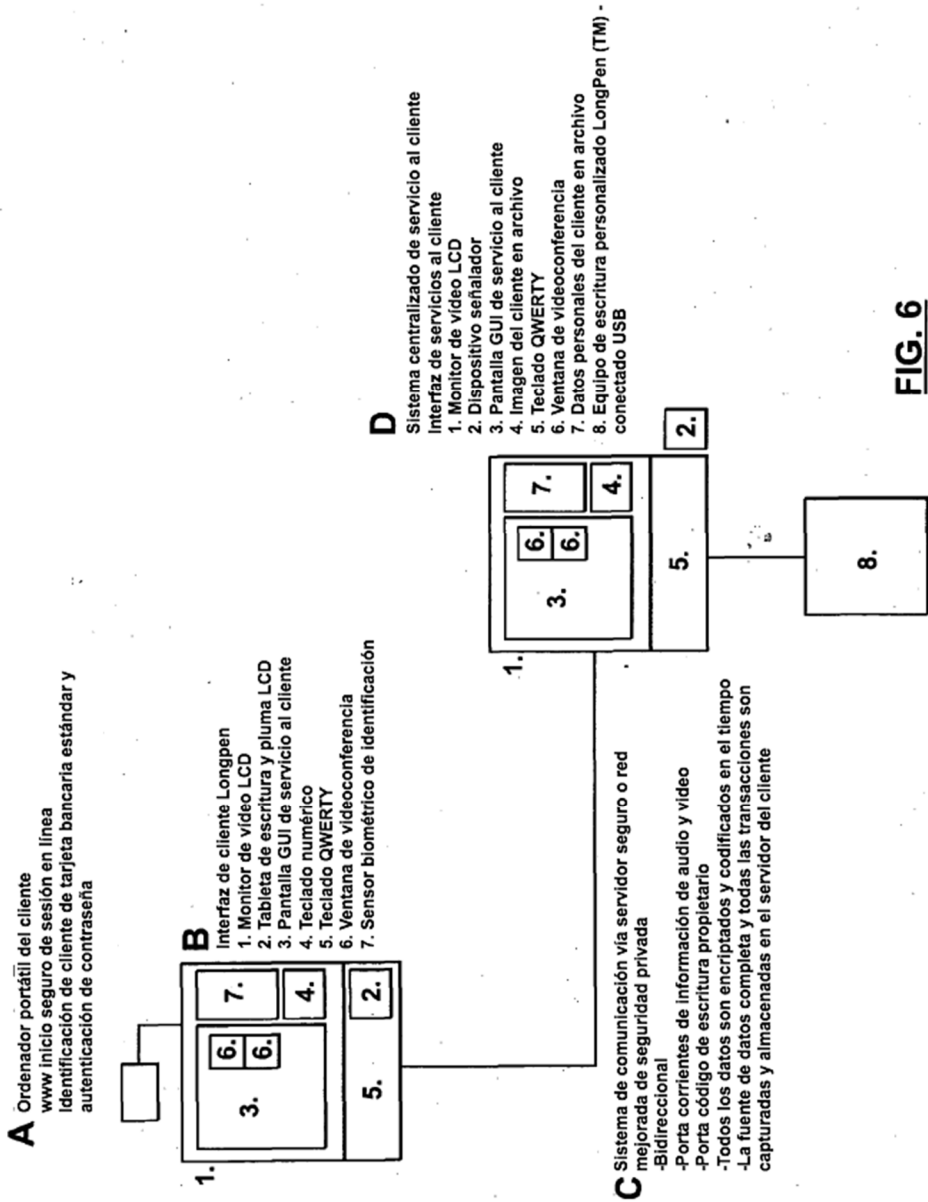 A Ordenador portátil del cliente
www inicio seguro de sesión en línea
Identificación de cliente de tarjeta bancaria estándar y
autenticación de contraseña
B
Interfaz de cliente Longpen
1. Monitor de vídeo LCD
2. Tableta de escritura y pluma LCD
3. Pantalla GUI de servicio al cliente
4. Teclado numérico
5. Teclado QWERTY
6. Ventana de videoconferencia
7. Sensor biométrico de identificación
1.
3.
6.
6.
7.
4.
5.
2.
C Sistema de comunicación vía servidor seguro o red
mejorada de seguridad privada
-Bidireccional
-Porta corrientes de información de audio y video
-Porta código de escritura propietario
-Todos los datos son encriptados y codificados en el tiempo
-La fuente de datos completa y todas las transacciones son
capturadas y almacenadas en el servidor del cliente
D
Sistema centralizado de servicio al cliente
Interfaz de servicios al cliente
1. Monitor de vídeo LCD
2. Dispositivo señalador
3. Pantalla GUI de servicio al cliente
4. Imagen del cliente en archivo
5. Teclado QWERTY
6. Ventana de videoconferencia
7. Datos personales del cliente en archivo
8. Equipo de escritura personalizado LongPen (TM) -
conectado USB
1.
3.
6.
6.
7.
4.
5.
2.
8.
FIG. 6